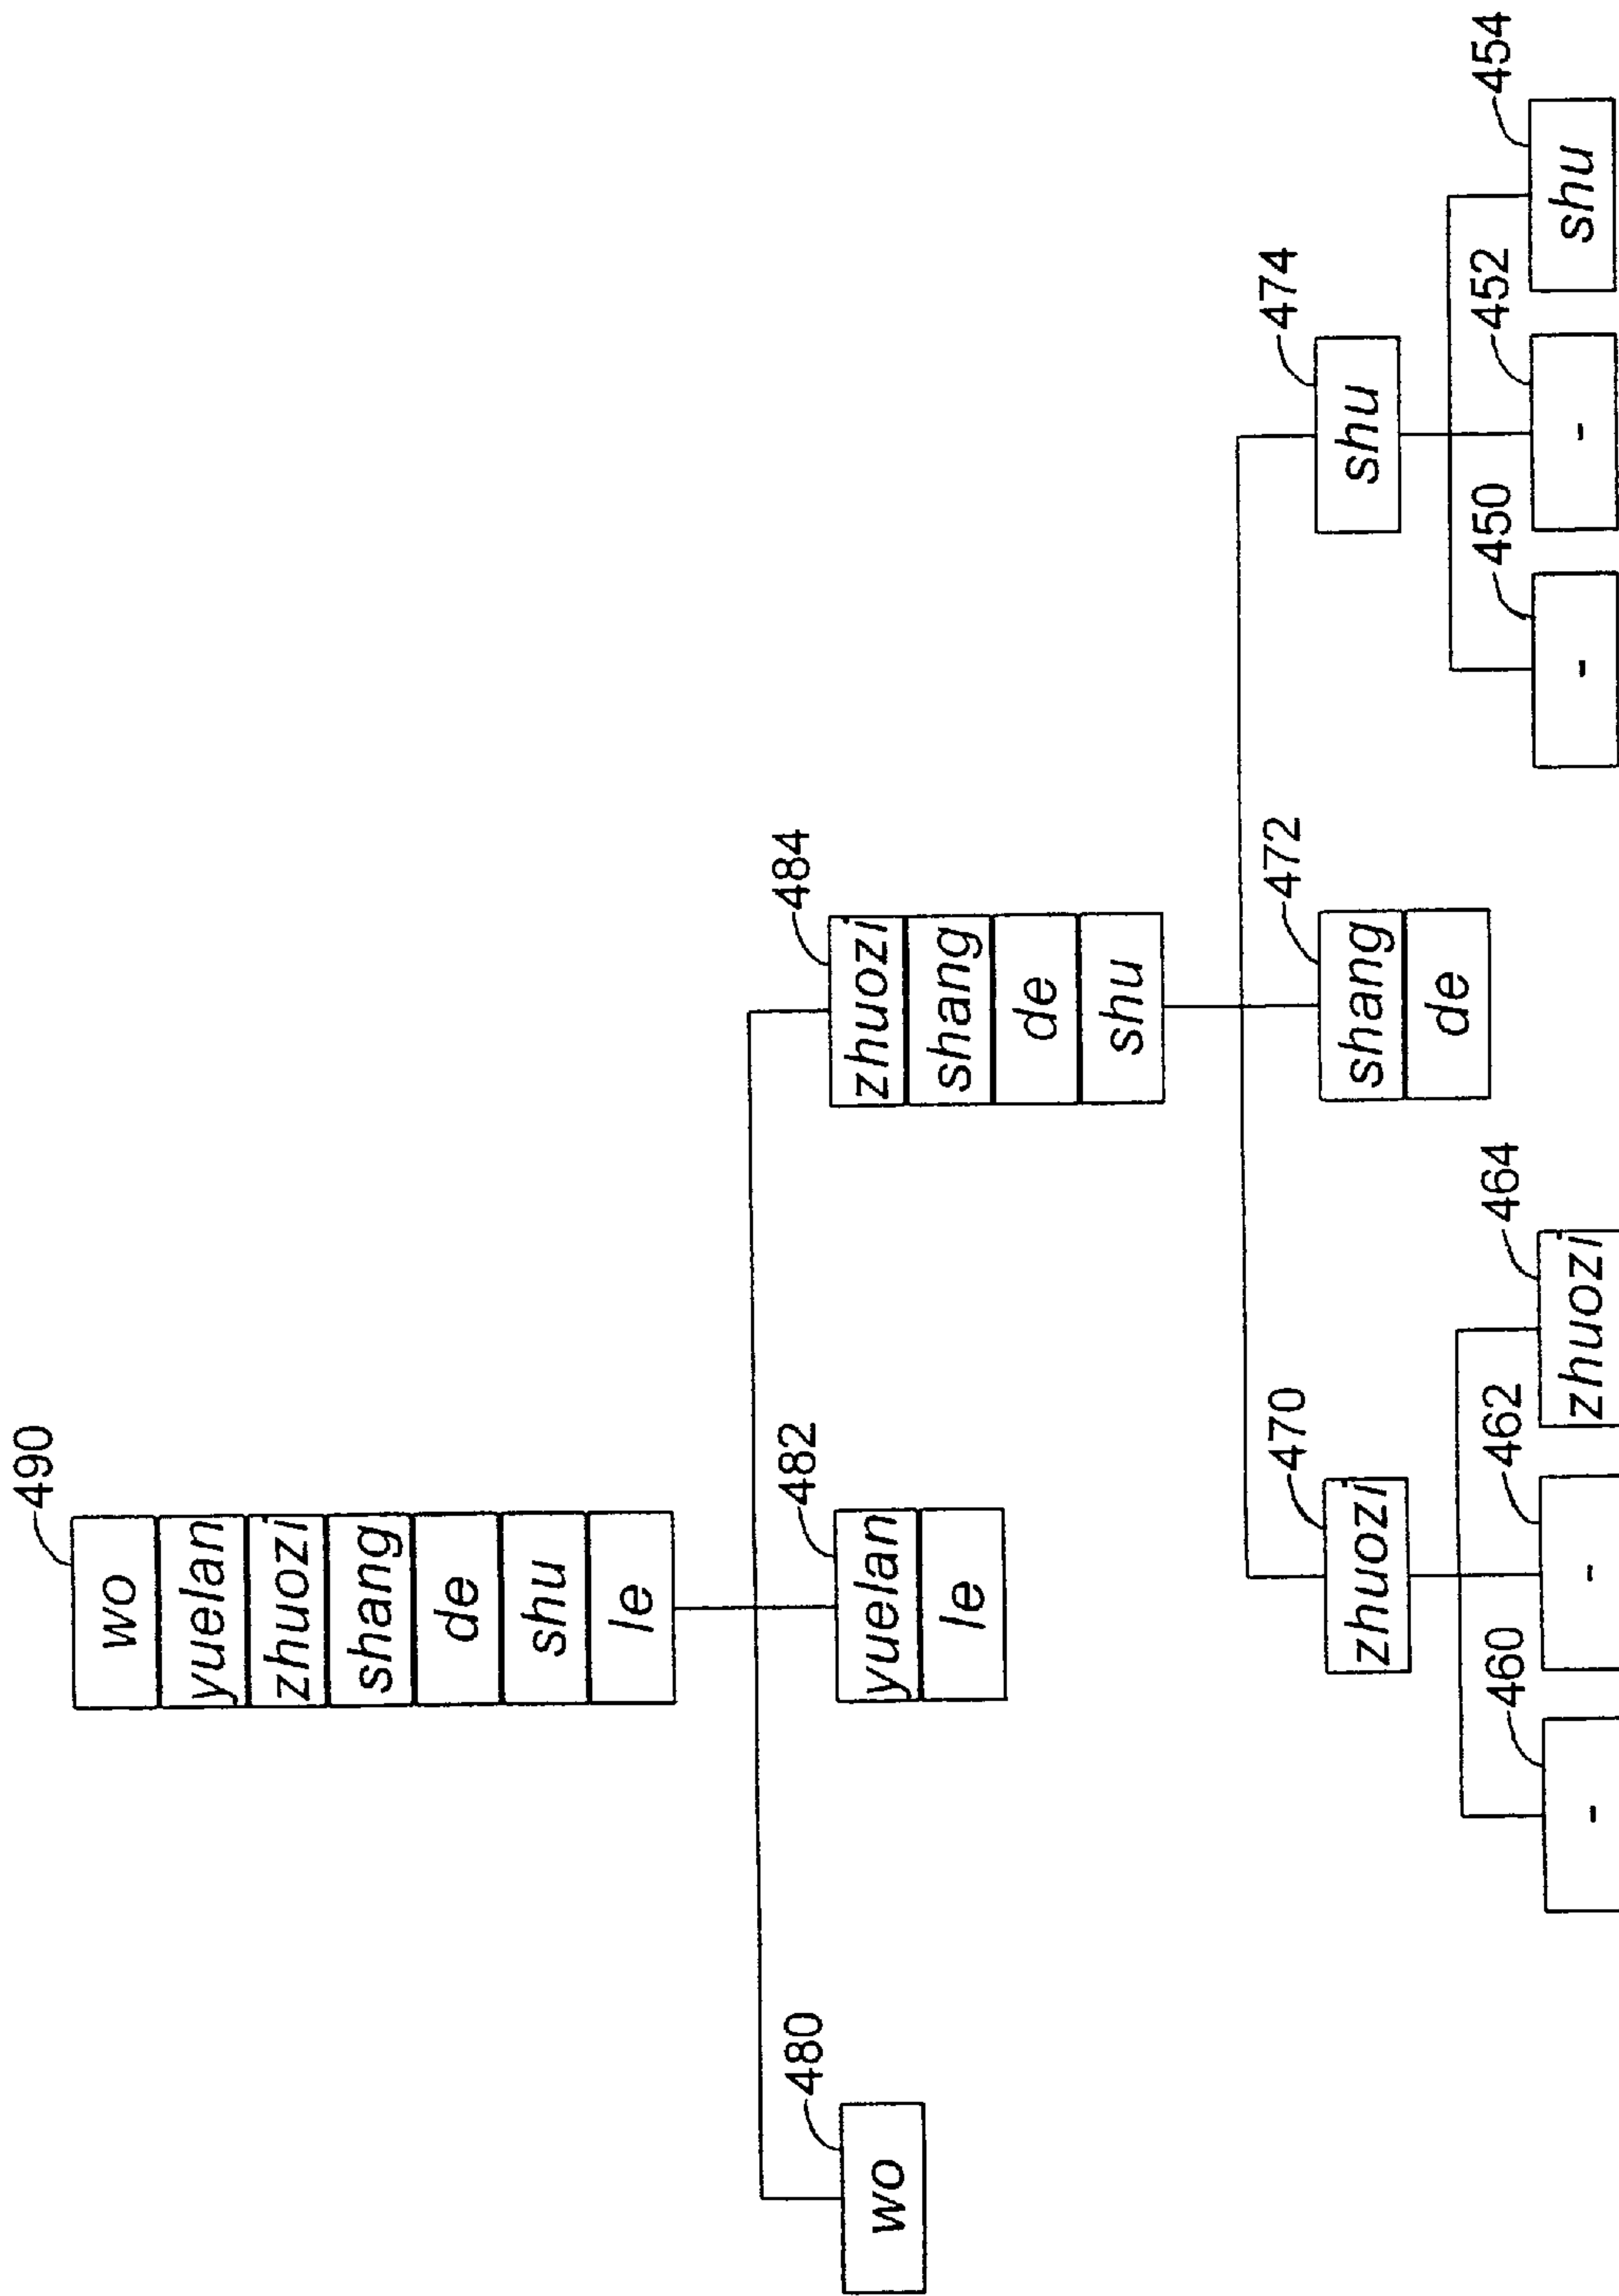 490
wo
yuelan
zhuozi
shang
de
shu
le
480
wo
482
yuelan
le
484
zhuozi
shang
de
shu
470
zhuozi
472
shang
de
474
shu
460
-
462
-
464
zhuozi
450
-
452
-
454
shu